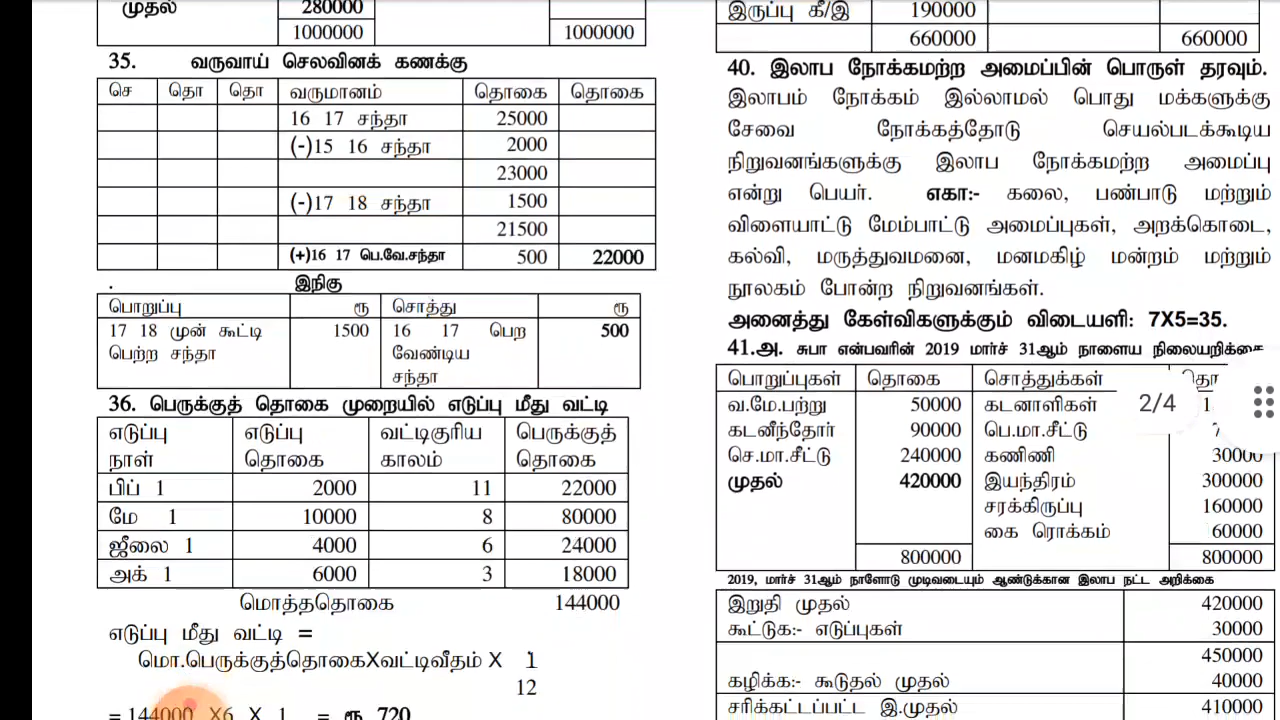 முதல் 280000
1000000 1000000
35. வருவாய் செலவினக் கணக்கு
செ தொ தொ வருமானம் தொகை தொகை
16 17 சந்தா 25000
(-)15 16 சந்தா 2000
23000
(-)17 18 சந்தா 1500
21500
(+)16 17 பெ.வே.சந்தா 500 22000
. இநிகு
பொறுப்பு ரூ சொத்து ரூ
17 18 முன் கூட்டி 1500 16 17 பெற 500
பெற்ற சந்தா வேண்டிய
சந்தா
36. பெருக்குத் தொகை முறையில் எடுப்பு மீது வட்டி
எடுப்பு எடுப்பு வட்டிகுரிய பெருக்குத்
நாள் தொகை காலம் தொகை
பிப் 1 2000 11 22000
மே 1 10000 8 80000
ஜீலை 1 4000 6 24000
அக் 1 6000 3 18000
மொத்ததொகை 144000
எடுப்பு மீது வட்டி =
மொ.பெருக்குத்தொகைXவட்டிவீதம் X 1
12
= 144000 X6 X 1 = ரூ 720
இருப்பு கீ/இ 190000
660000 660000
40. இலாப நோக்கமற்ற அமைப்பின் பொருள் தரவும்.
இலாபம் நோக்கம் இல்லாமல் பொது மக்களுக்கு
சேவை நோக்கத்தோடு செயல்படக்கூடிய
நிறுவனங்களுக்கு இலாப நோக்கமற்ற அமைப்பு
என்று பெயர். எகா:- கலை, பண்பாடு மற்றும்
விளையாட்டு மேம்பாட்டு அமைப்புகள், அறக்கொடை,
கல்வி, மருத்துவமனை, மனமகிழ் மன்றம் மற்றும்
நூலகம் போன்ற நிறுவனங்கள்.
அனைத்து கேள்விகளுக்கும் விடையளி: 7X5=35.
41.அ. சுபா என்பவரின் 2019 மார்ச் 31ஆம் நாளைய நிலையறிக்கை
பொறுப்புகள் தொகை சொத்துக்கள்
வ.மே.பற்று 50000 கடனாளிகள்
2/4
கடனீந்தோர் 90000 பெ.மா.சீட்டு
செ.மா.சீட்டு 240000 கணிணி 30000
முதல் 420000 இயந்திரம் 300000
சரக்கிருப்பு 160000
கை ரொக்கம் 60000
800000 800000
2019, மார்ச் 31ஆம் நாளோடு முடிவடையும் ஆண்டுக்கான இலாப நட்ட அறிக்கை
இறுதி முதல் 420000
கூட்டுக:- எடுப்புகள் 30000
450000
கழிக்க:- கூடுதல் முதல் 40000
சரிக்கட்டப்பட்ட இ.முதல் 410000